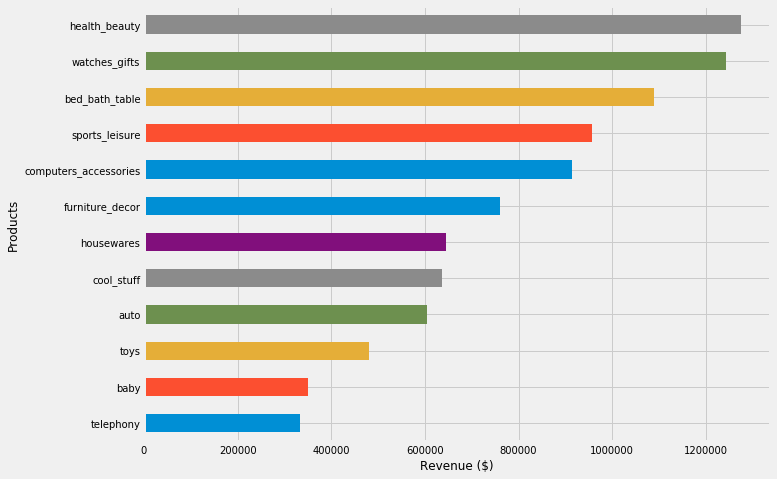 health_beauty
watches_gifts
bed_bath_table
sports_leisure
computers_accessories
furniture_decor
housewares
cool_stuff
auto
toys
baby
telephony
Products
0 200000 400000 600000 800000 1000000 1200000
Revenue ($)